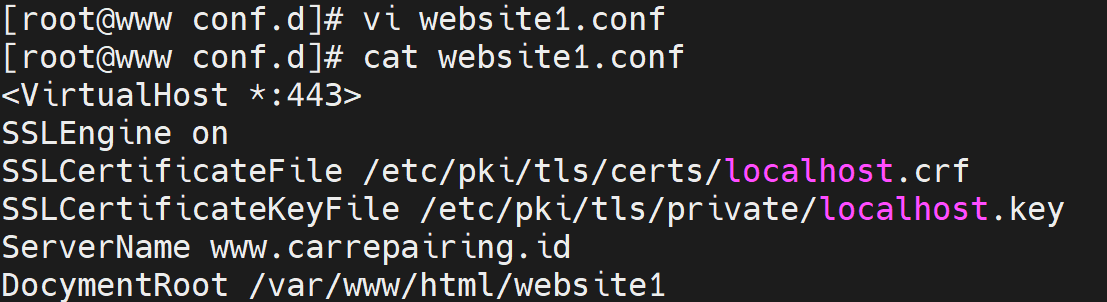 [root@www conf.d]# vi website1.conf
[root@www conf.d]# cat website1.conf
<VirtualHost *:443>
SSLEngine on
SSLCertificateFile /etc/pki/tls/certs/localhost.crf
SSLCertificateKeyFile /etc/pki/tls/private/localhost.key
ServerName www.carrepairing.id
DocymentRoot /var/www/html/website1